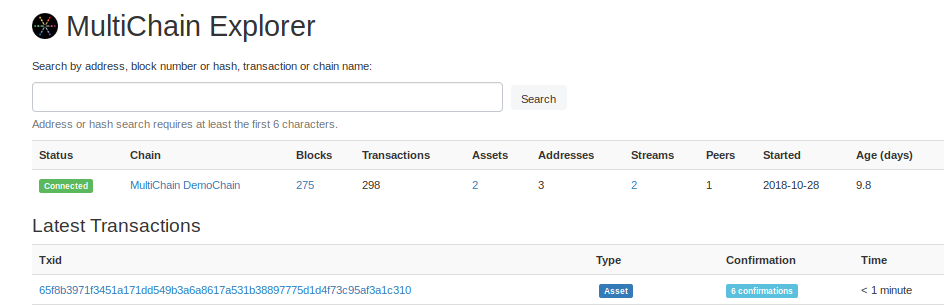 MultiChain Explorer
Search by address, block number or hash, transaction or chain name:
Search
Address or hash search requires at least the first 6 characters.
Status Chain Blocks Transactions Assets Addresses Streams Peers Started Age (days)
Connected MultiChain DemoChain 275 298 2 3 2 1 2018-10-28 9.8
Latest Transactions
Txid Type Confirmation Time
65f8b3971f3451a171dd549b3a6a8617a531b38897775d1d4f73c95af3a1c310 Asset 6 confirmations < 1 minute